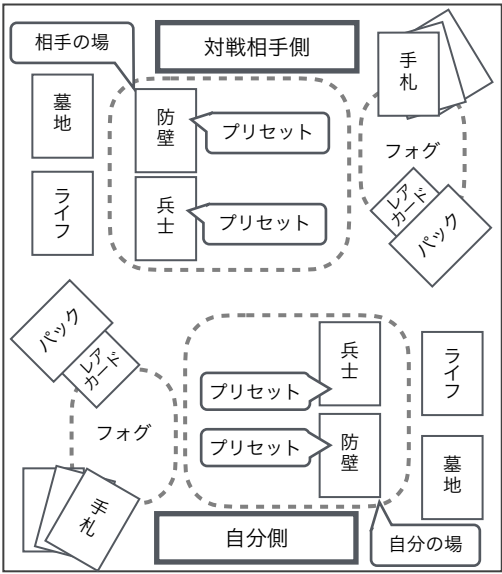 相手の場
対戦相手側
手札
墓地
防壁
プリセット
フォグ
ライフ
兵士
プリセット
レア
カード
パック
パック
レア
カード
兵士
ライフ
プリセット
フォグ
プリセット
防壁
墓地
手札
自分側
自分の場